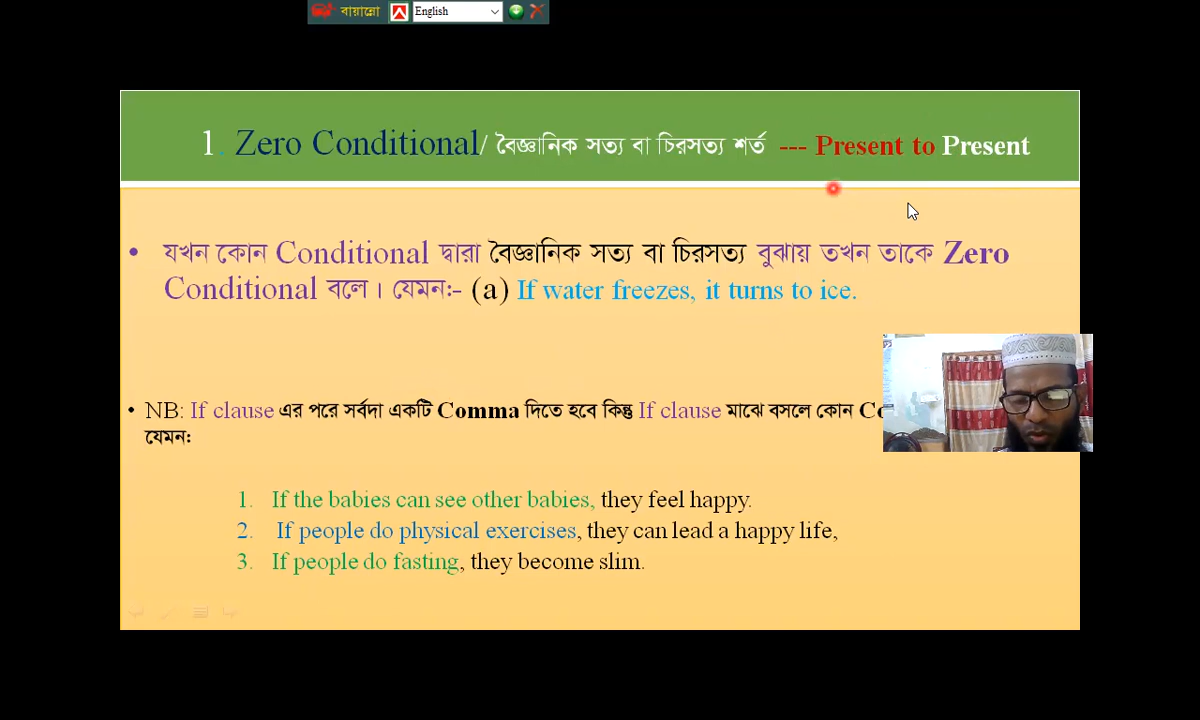 বায়ান্নো English
1. Zero Conditional/ বৈজ্ঞানিক সত্য বা চিরসত্য শর্ত --- Present to Present
• যখন কোন Conditional দ্বারা বৈজ্ঞানিক সত্য বা চিরসত্য বুঝায় তখন তাকে Zero
Conditional বলে। যেমন:- (a) If water freezes, it turns to ice.
• NB: If clause এর পরে সর্বদা একটি Comma দিতে হবে কিন্তু If clause মাঝে বসলে কোন
যেমন:
1. If the babies can see other babies, they feel happy.
2. If people do physical exercises, they can lead a happy life,
3. If people do fasting, they become slim.